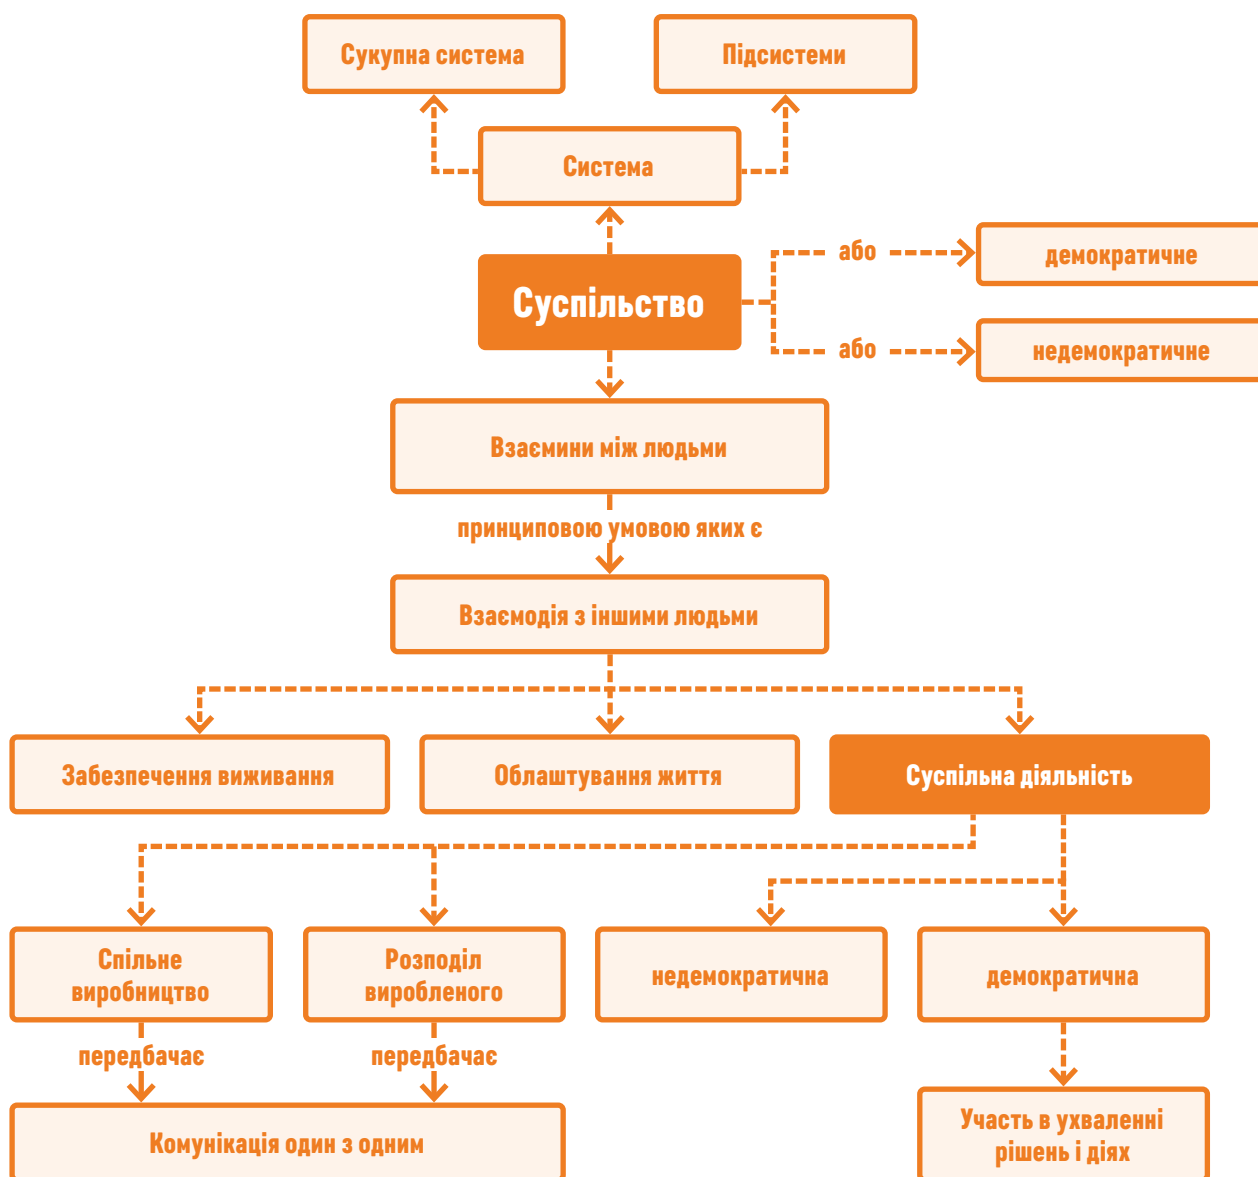 Сукупна система
Підсистеми
Система
Суспільство
або
демократичне
або
недемократичне
Взаємини між людьми
принциповою умовою яких є
Взаємодія з іншими людьми
Забезпечення виживання
Облаштування життя
Суспільна діяльність
Спільне
виробництво
Розподіл
виробленого
недемократична
демократична
передбачає
передбачає
Комунікація один з одним
Участь в ухваленні
рішень і діях